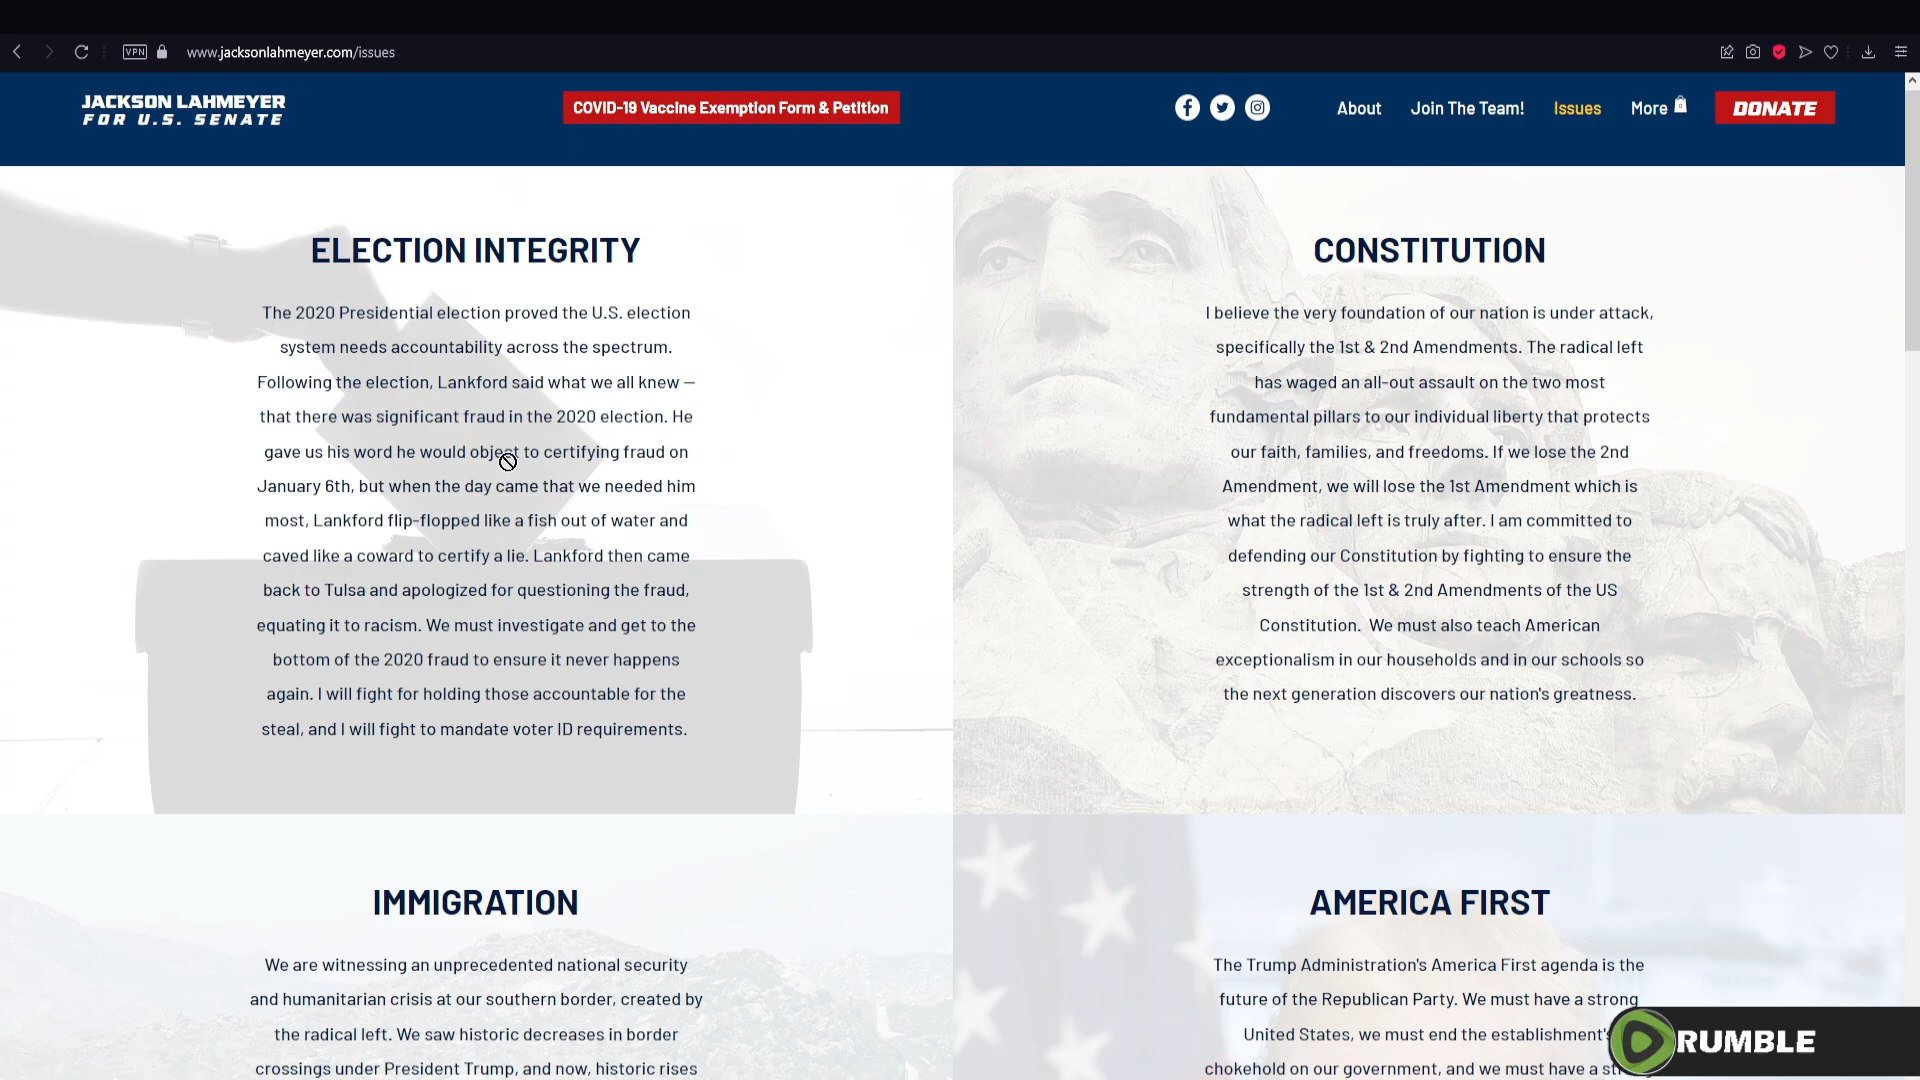 VPN
www.jacksonlahmeyer.com/issues
JACKSON LAHMEYER
FOR U.S. SENATE
COVID-19 Vaccine Exemption Form & Petition
About
Join The Team!
Issues
More
0
DONATE
ELECTION INTEGRITY
The 2020 Presidential election proved the U.S. election
system needs accountability across the spectrum.
Following the election, Lankford said what we all knew —
that there was significant fraud in the 2020 election. He
gave us his word he would object to certifying fraud on
January 6th, but when the day came that we needed him
most, Lankford flip-flopped like a fish out of water and
caved like a coward to certify a lie. Lankford then came
back to Tulsa and apologized for questioning the fraud,
equating it to racism. We must investigate and get to the
bottom of the 2020 fraud to ensure it never happens
again. I will fight for holding those accountable for the
steal, and I will fight to mandate voter ID requirements.
CONSTITUTION
I believe the very foundation of our nation is under attack,
specifically the 1st & 2nd Amendments. The radical left
has waged an all-out assault on the two most
fundamental pillars to our individual liberty that protects
our faith, families, and freedoms. If we lose the 2nd
Amendment, we will lose the 1st Amendment which is
what the radical left is truly after. I am committed to
defending our Constitution by fighting to ensure the
strength of the 1st & 2nd Amendments of the US
Constitution.  We must also teach American
exceptionalism in our households and in our schools so
the next generation discovers our nation's greatness.
IMMIGRATION
We are witnessing an unprecedented national security
and humanitarian crisis at our southern border, created by
the radical left. We saw historic decreases in border
crossings under President Trump, and now, historic rises
AMERICA FIRST
The Trump Administration's America First agenda is the
future of the Republican Party. We must have a strong
United States, we must end the establishment's
chokehold on our government, and we must have a
RUMBLE